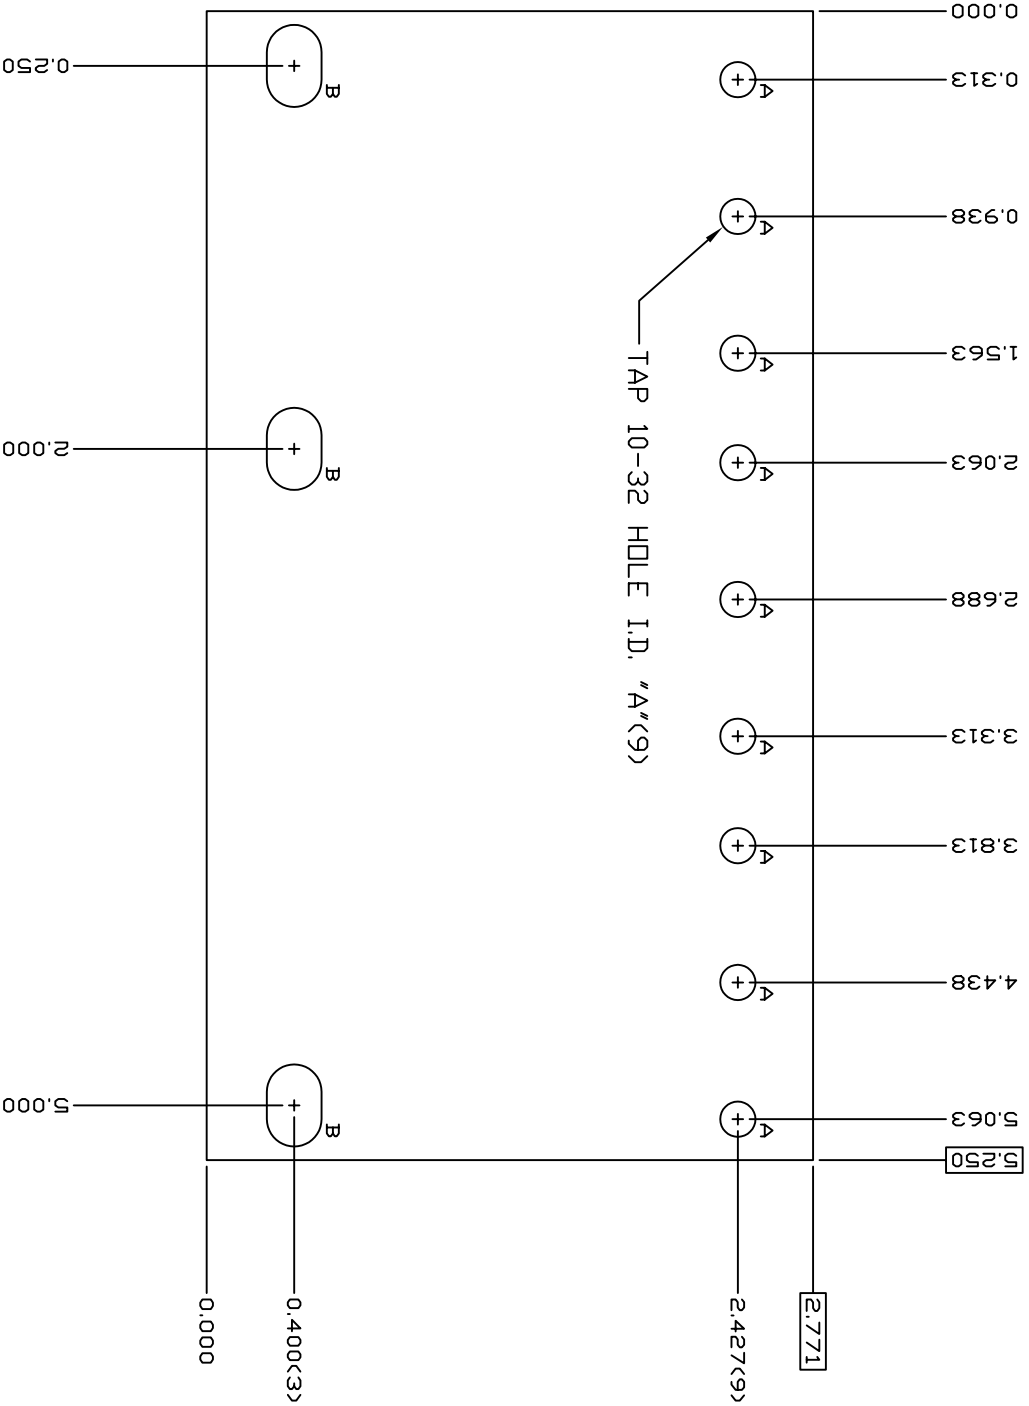 0.000
0.313
0.938
1.563
2.063
2.688
3.313
3.813
4.438
5.063
5.250
A
A
A
A
A
A
A
A
A
TAP 10-32 HOLE I.D. "A"(9)
B
B
B
0.250
2.000
5.000
2.771
2.427(9)
0.400(3)
0.000